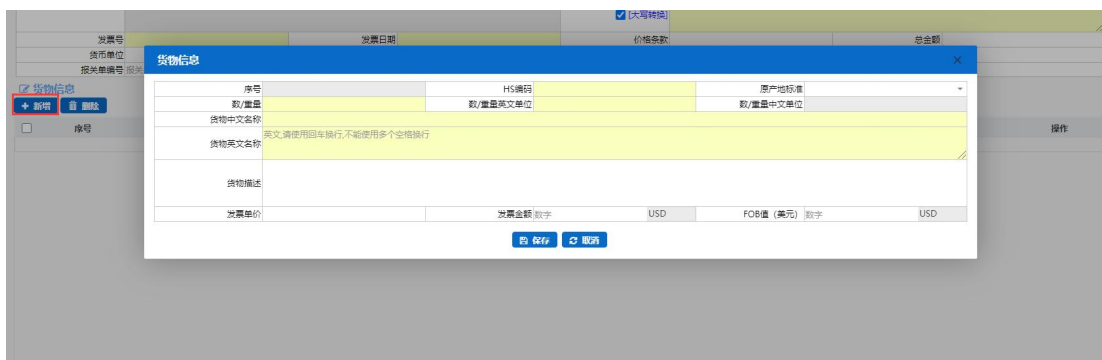 [大写转换]
发票号 发票日期 价格条款 总金额
货币单位
报关单编号 报关
货物信息
货物信息 ×
+ 新增 删除
序号 HS编码 原产地标准
数/重量 数/重量英文单位 数/重量中文单位
序号 操作
货物中文名称
货物英文名称 英文,请使用回车换行,不能使用多个空格换行
货物描述
发票单价 发票金额 数字 USD FOB值（美元） 数字 USD
保存 取消